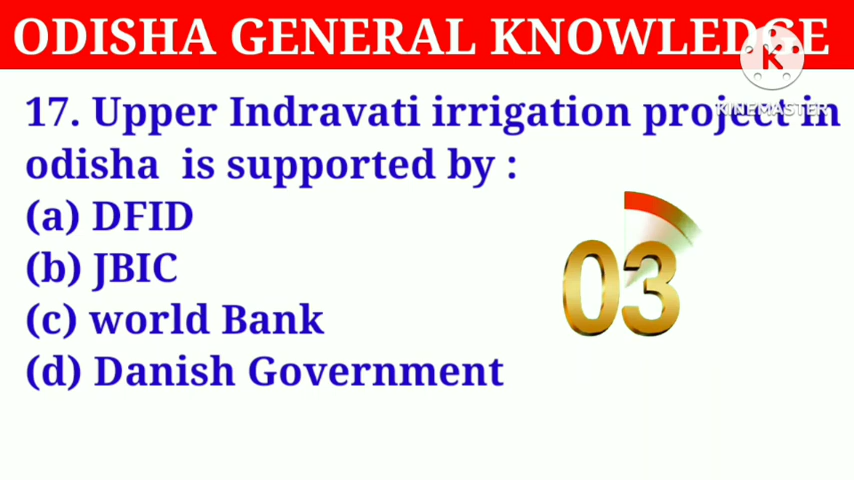 ODISHA GENERAL KNOWLEDGE
K
KINEMASTER
17. Upper Indravati irrigation project in
odisha is supported by :
(a) DFID
(b) JBIC
(c) world Bank
(d) Danish Government
03